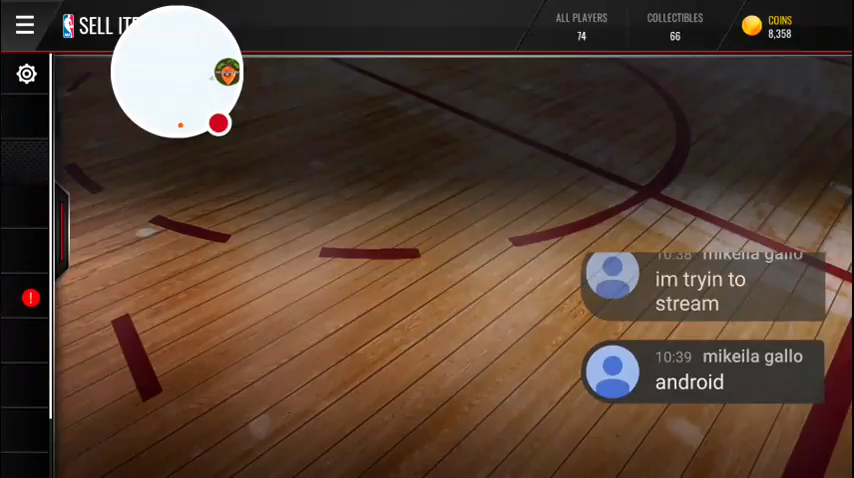 SELL
ALL PLAYERS
74
COLLECTIBLES
66
COINS
8,358
10:38 mikeila gallo
im tryin to
stream
10:39 mikeila gallo
android
!